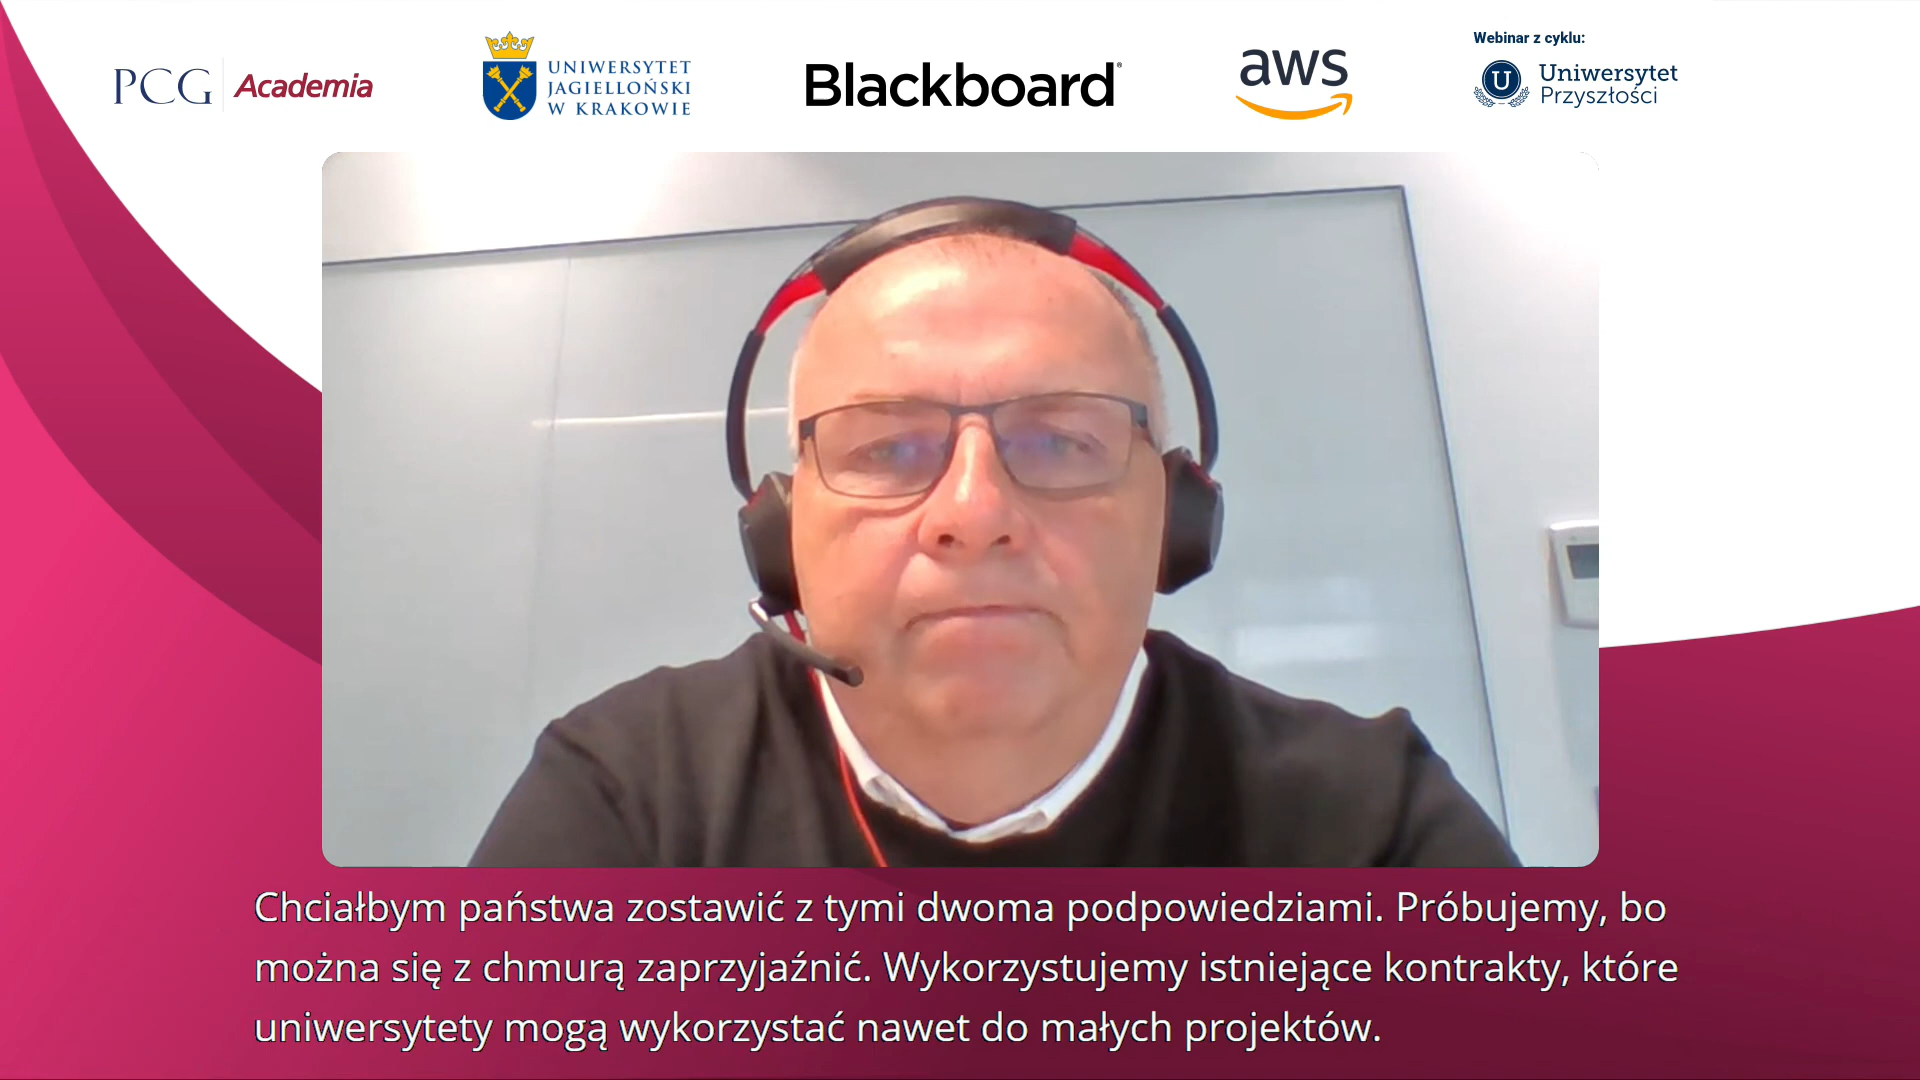 PCG Academia
UNIWERSYTET
JAGIELLOŃSKI
W KRAKOWIE
Blackboard
aws
Webinar z cyklu:
U
Uniwersytet
Przyszłości
Chciałbym państwa zostawić z tymi dwoma podpowiedziami. Próbujemy, bo
można się z chmurą zaprzyjaźnić. Wykorzystujemy istniejące kontrakty, które
uniwersytety mogą wykorzystać nawet do małych projektów.